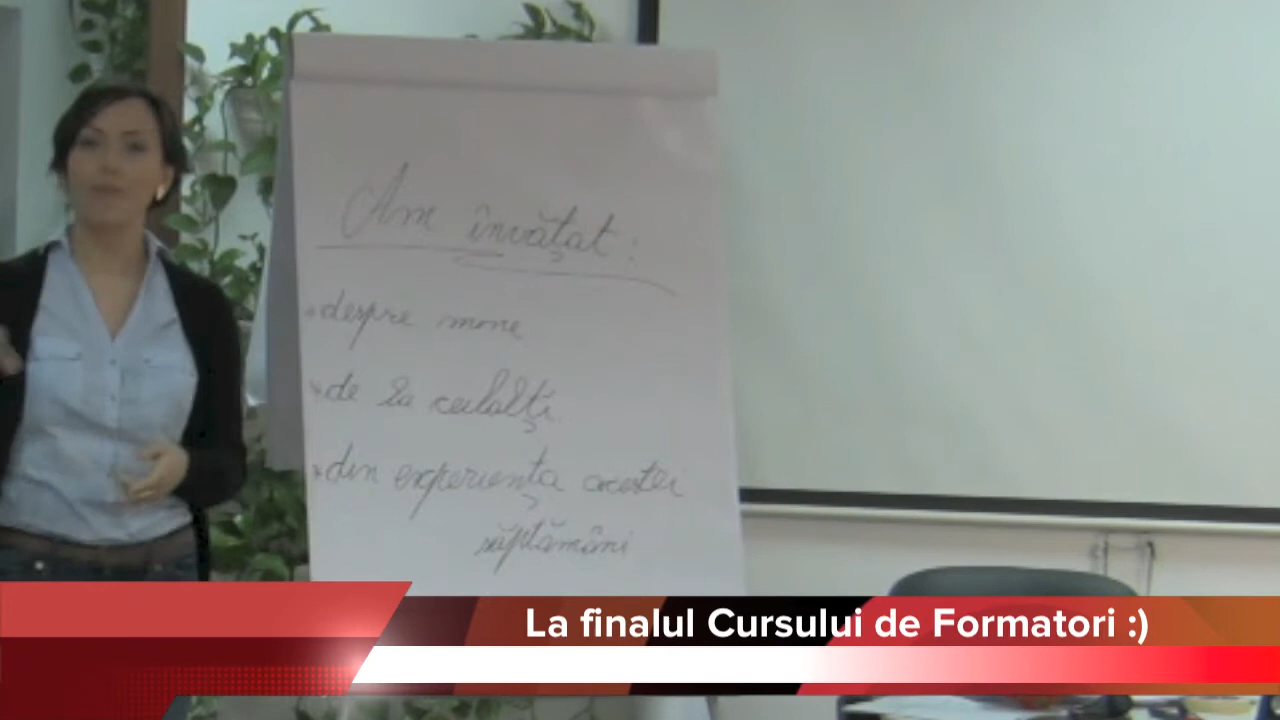 Am învățat :
despre mine
de la ceilalți
din experiența acestei
săptămâni
La finalul Cursului de Formatori :)